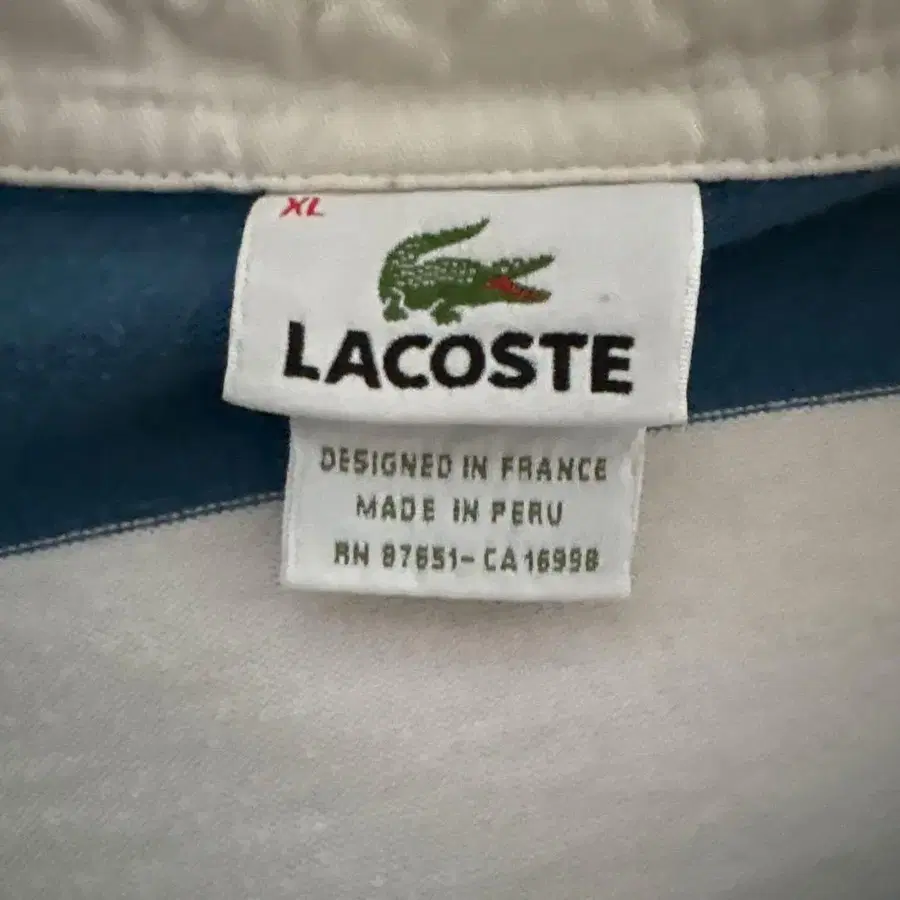 XL
LACOSTE
DESIGNED IN FRANCE
MADE IN PERU
RN 87651- CA 16998